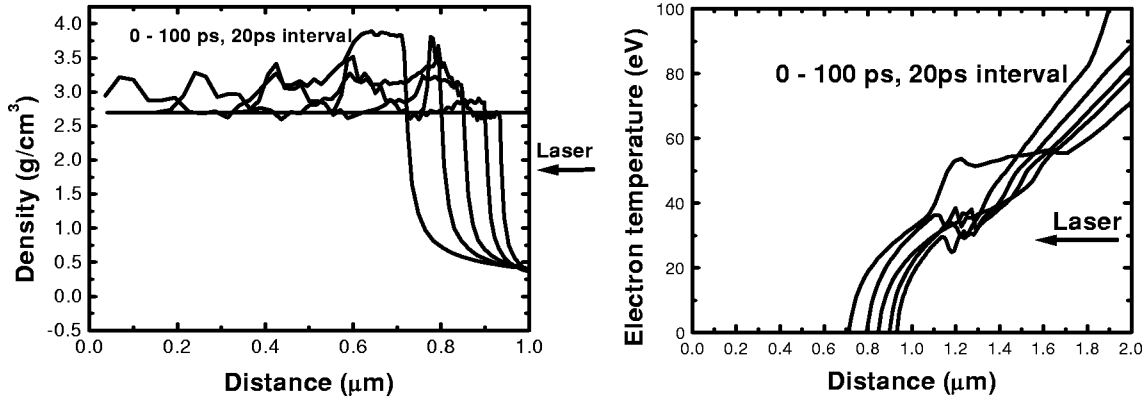 0 - 100 ps, 20ps interval
Density (g/cm³)
4.0
3.5
3.0
2.5
2.0
1.5
1.0
0.5
0.0
-0.5
0.0 0.2 0.4 0.6 0.8 1.0
Distance (μm)
Laser
0 - 100 ps, 20ps interval
Electron temperature (eV)
100
80
60
40
20
0
0.0 0.2 0.4 0.6 0.8 1.0 1.2 1.4 1.6 1.8 2.0
Distance (μm)
Laser